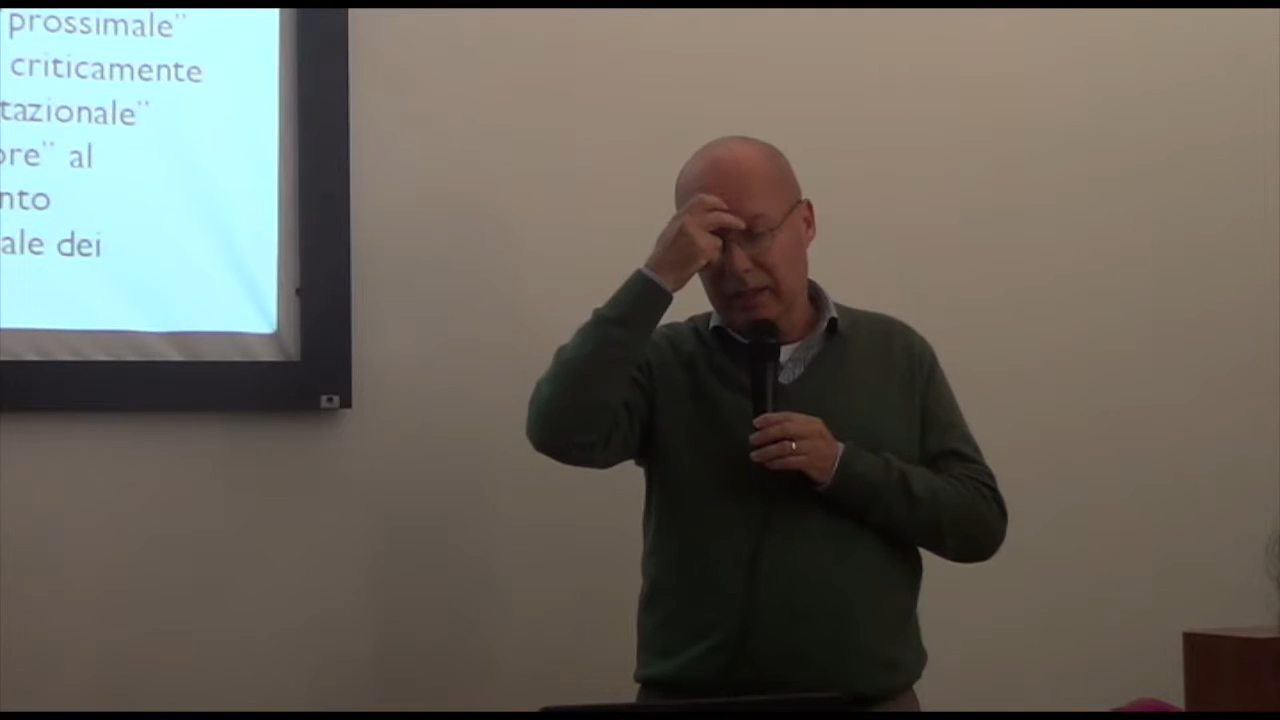 prossimale”
criticamente
tazionale”
ore” al
nto
ale dei